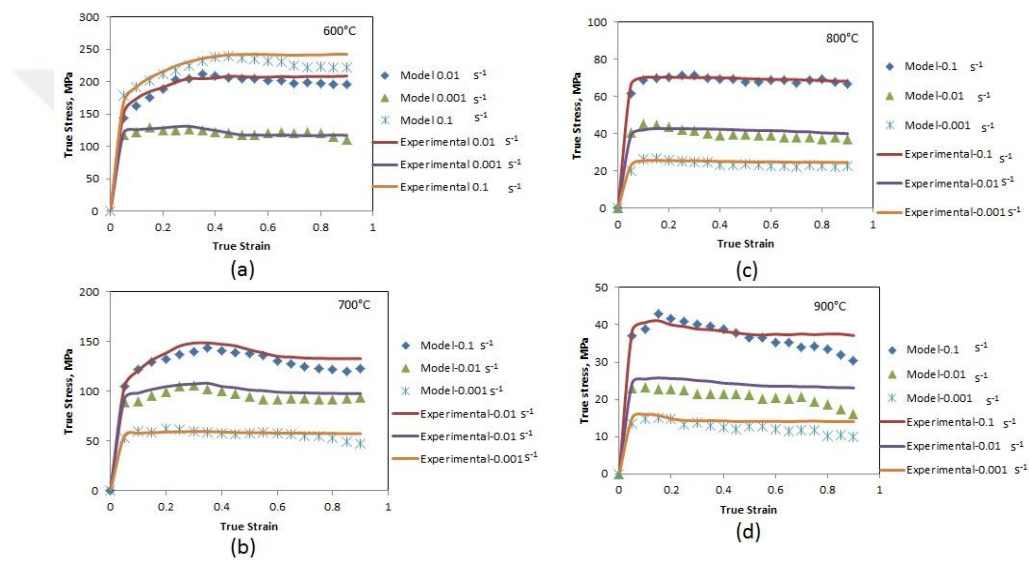 600°C
300
250
200
150
100
50
0
True Stress, MPa
0 0.2 0.4 0.6 0.8 1
True Strain
Model 0.01 s⁻¹
Model 0.001 s⁻¹
Model 0.1 s⁻¹
Experimental 0.01 s⁻¹
Experimental 0.001 s⁻¹
Experimental 0.1 s⁻¹
(a)
800°C
100
80
60
40
20
0
True Stress, MPa
0 0.2 0.4 0.6 0.8 1
True Strain
Model-0.1 s⁻¹
Model-0.01 s⁻¹
Model-0.001 s⁻¹
Experimental-0.1 s⁻¹
Experimental-0.01 s⁻¹
Experimental-0.001 s⁻¹
(c)
700°C
200
150
100
50
0
True Stress, MPa
0 0.2 0.4 0.6 0.8 1
True Strain
Model-0.1 s⁻¹
Model-0.01 s⁻¹
Model-0.001 s⁻¹
Experimental-0.01 s⁻¹
Experimental-0.01 s⁻¹
Experimental-0.001 s⁻¹
(b)
900°C
50
40
30
20
10
0
True stress, MPa
0 0.2 0.4 0.6 0.8 1
True Strain
Model-0.1 s⁻¹
Model-0.01 s⁻¹
Model-0.001 s⁻¹
Experimental-0.1 s⁻¹
Experimental-0.01 s⁻¹
Experimental-0.001 s⁻¹
(d)